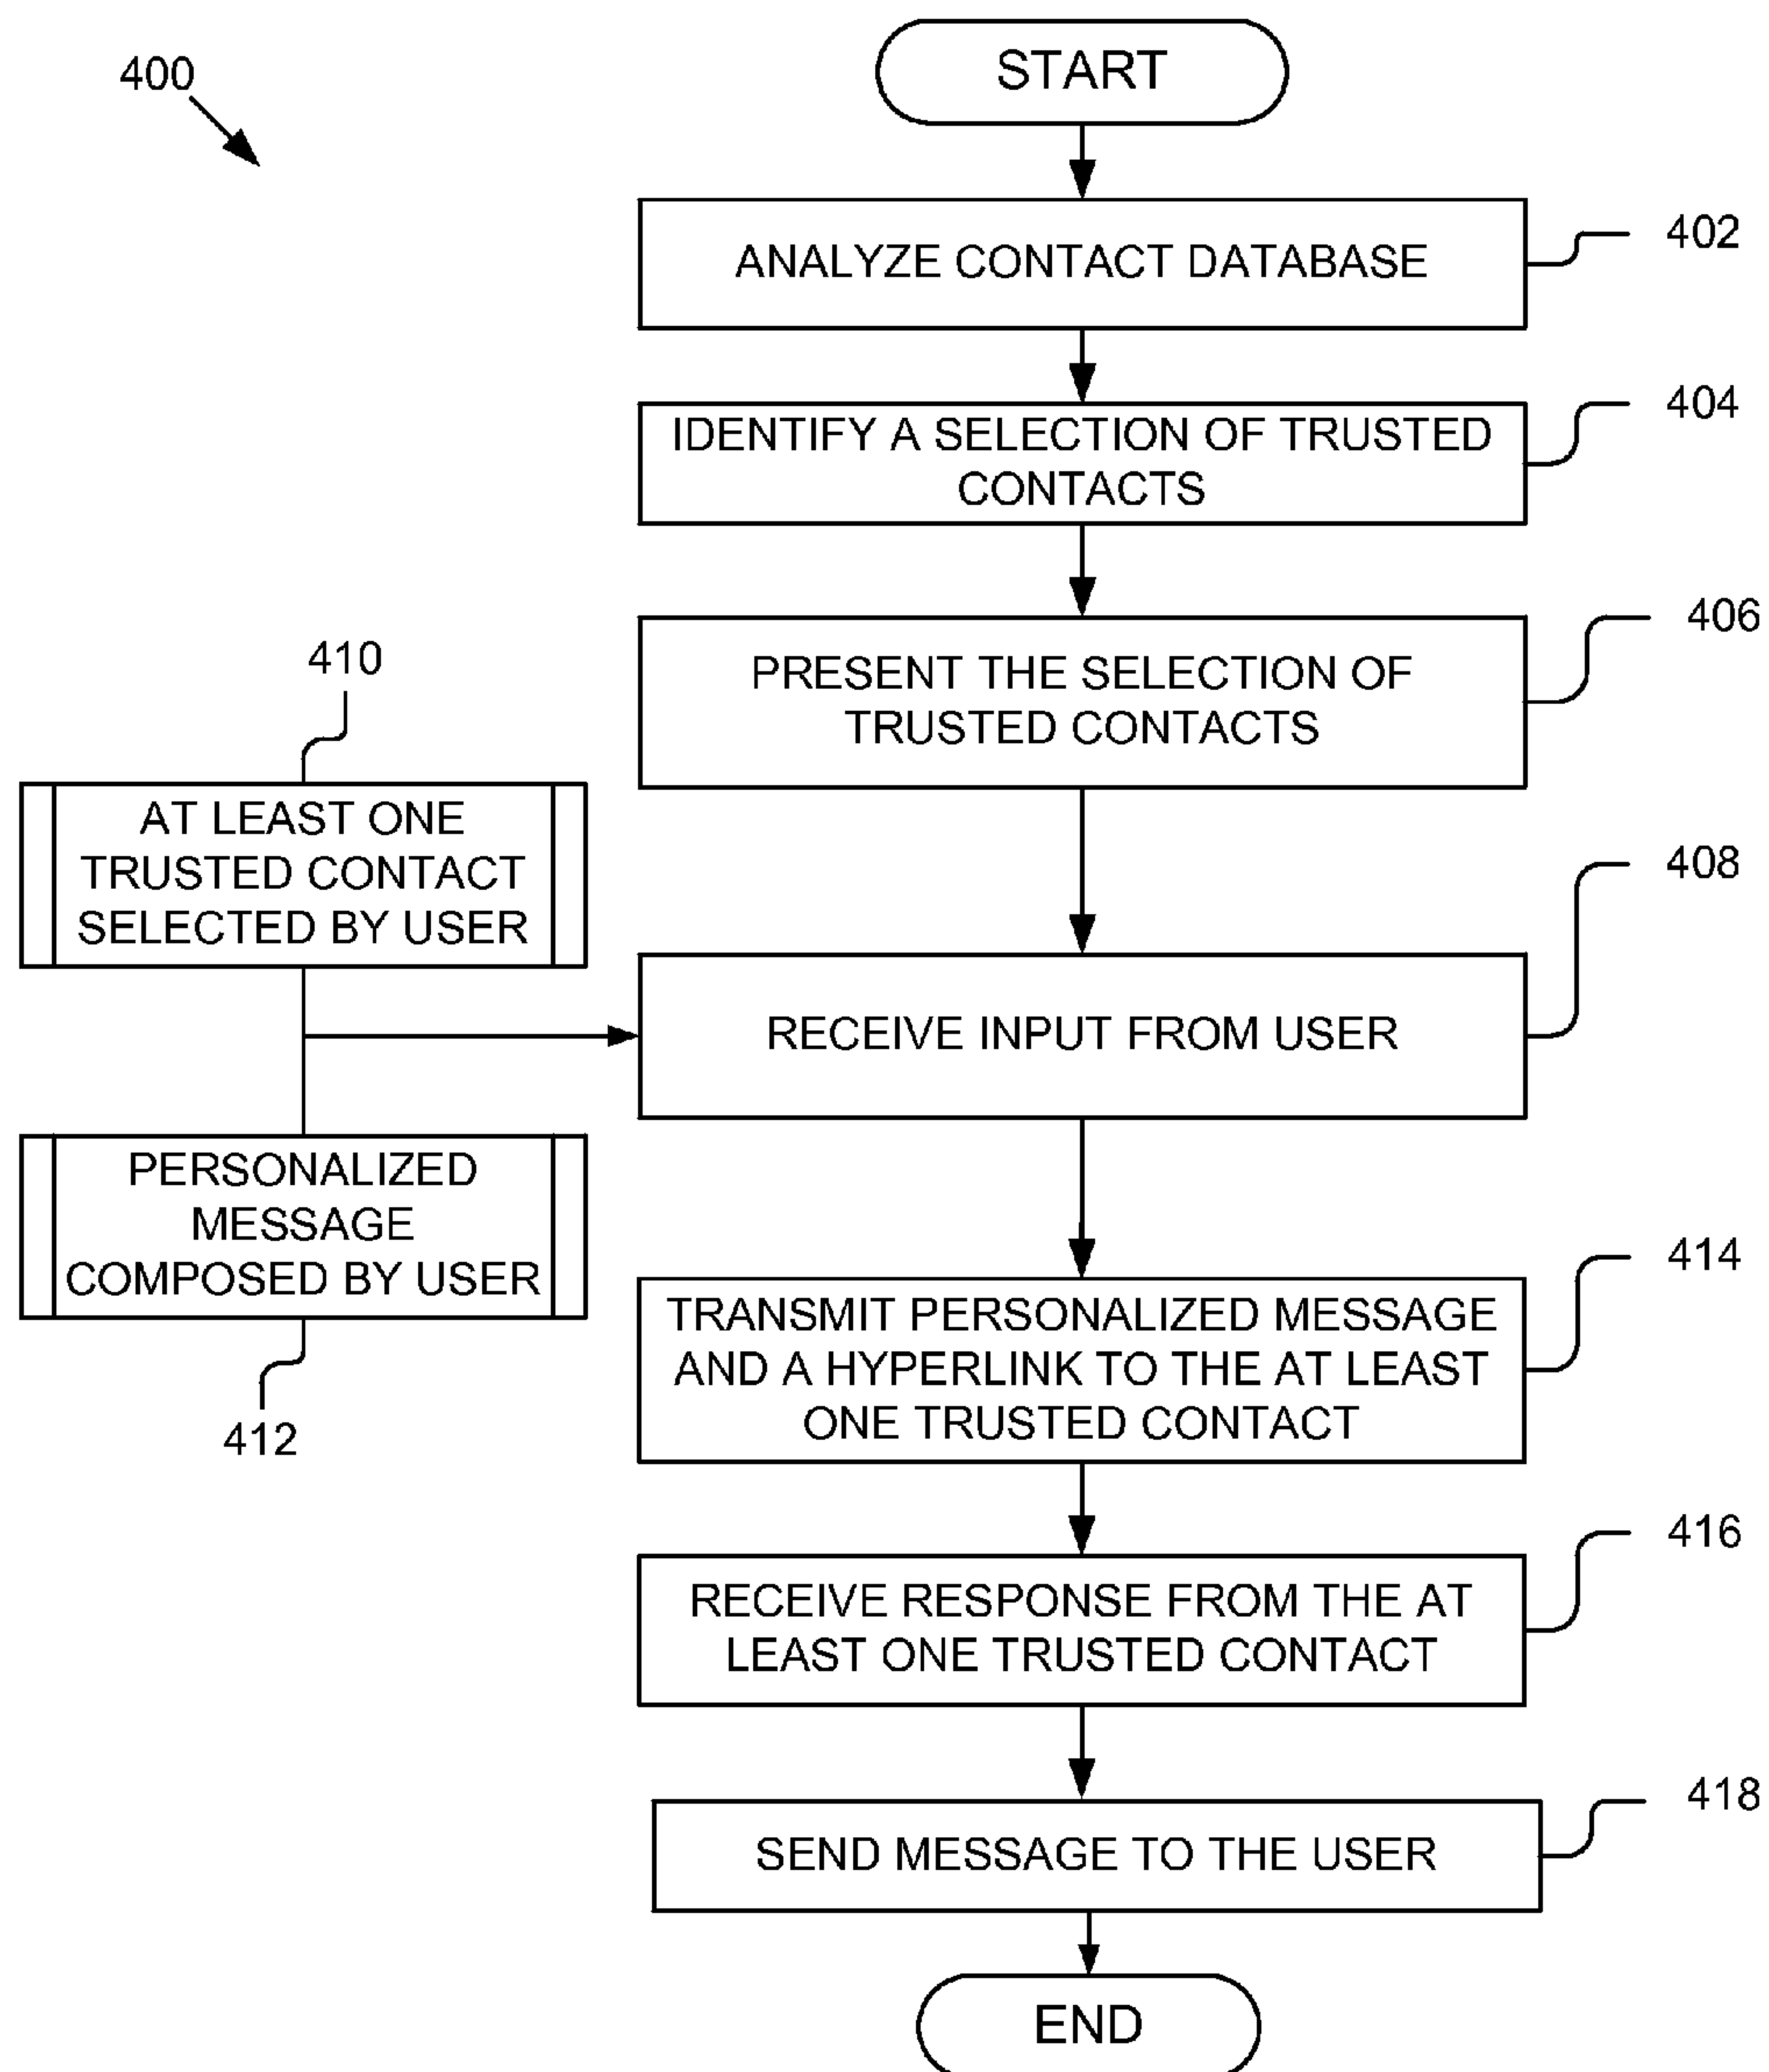 400
START
ANALYZE CONTACT DATABASE
402
IDENTIFY A SELECTION OF TRUSTED
CONTACTS
404
PRESENT THE SELECTION OF
TRUSTED CONTACTS
406
410
AT LEAST ONE
TRUSTED CONTACT
SELECTED BY USER
RECEIVE INPUT FROM USER
408
PERSONALIZED
MESSAGE
COMPOSED BY USER
412
TRANSMIT PERSONALIZED MESSAGE
AND A HYPERLINK TO THE AT LEAST
ONE TRUSTED CONTACT
414
RECEIVE RESPONSE FROM THE AT
LEAST ONE TRUSTED CONTACT
416
SEND MESSAGE TO THE USER
418
END